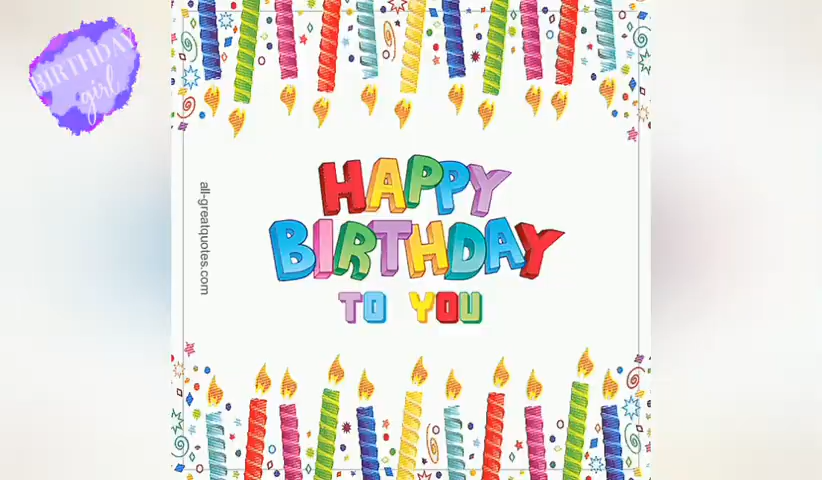 BIRTHDAY
girl
HAPPY
BIRTHDAY
TO YOU
all-greatquotes.com